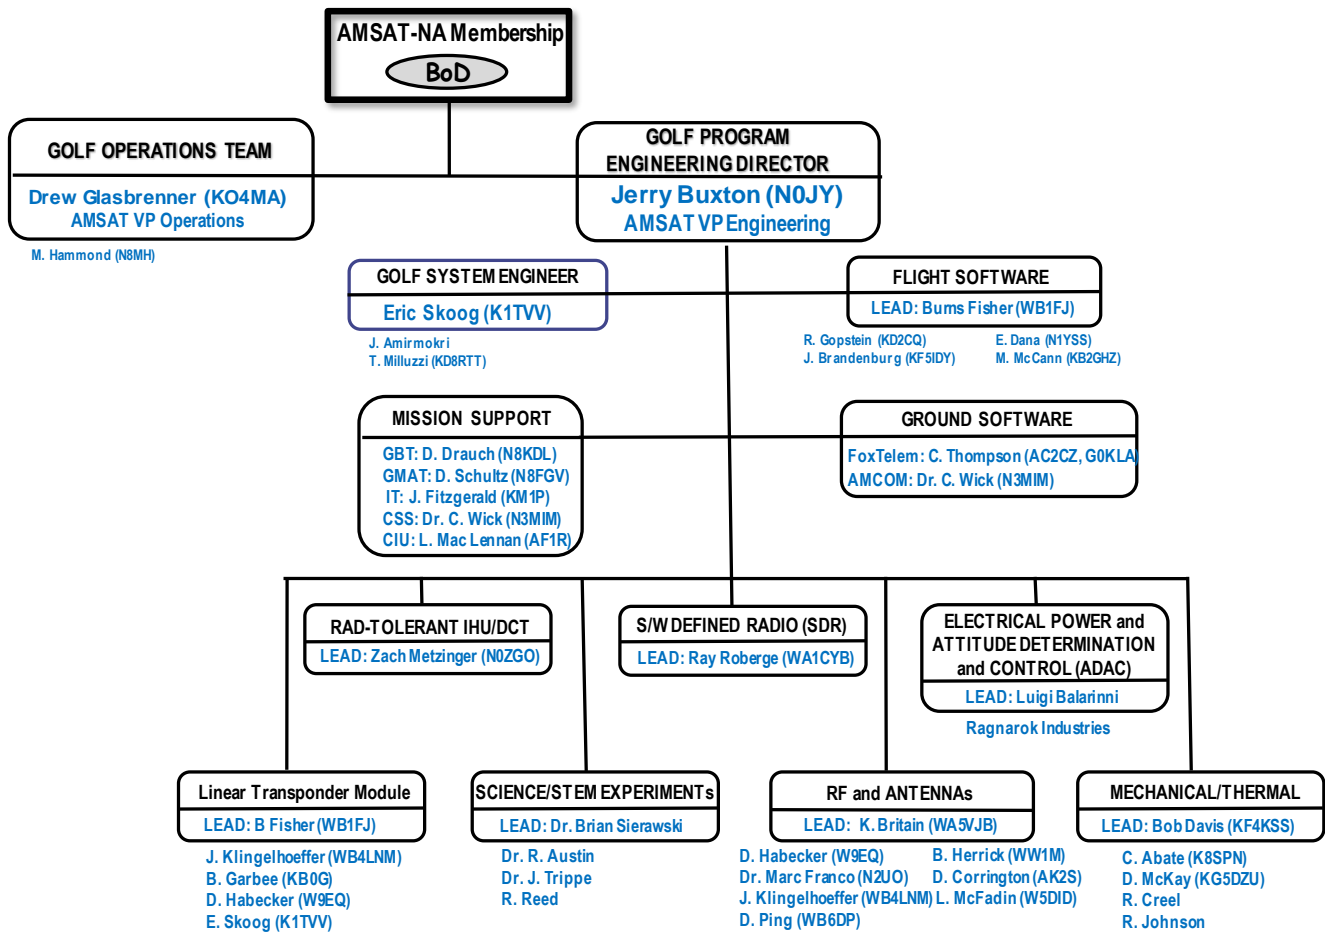 AMSAT-NA Membership
BoD
GOLF OPERATIONS TEAM
Drew Glasbrenner (KO4MA)
AMSAT VP Operations
M. Hammond (N8MH)
GOLF PROGRAM
ENGINEERING DIRECTOR
Jerry Buxton (N0JY)
AMSAT VP Engineering
GOLF SYSTEM ENGINEER
Eric Skoog (K1TVV)
J. Amirmokri
T. Milluzzi (KD8RTT)
FLIGHT SOFTWARE
LEAD: Burns Fisher (WB1FJ)
R. Gopstein (KD2CQ)
J. Brandenburg (KF5IDY)
E. Dana (N1YSS)
M. McCann (KB2GHZ)
MISSION SUPPORT
GBT: D. Drauch (N8KDL)
GMAT: D. Schultz (N8FGV)
IT: J. Fitzgerald (KM1P)
CSS: Dr. C. Wick (N3MIM)
CIU: L. Mac Lennan (AF1R)
GROUND SOFTWARE
FoxTelem: C. Thompson (AC2CZ, G0KLA)
AMCOM: Dr. C. Wick (N3MIM)
RAD-TOLERANT IHU/DCT
LEAD: Zach Metzinger (N0ZGO)
S/W DEFINED RADIO (SDR)
LEAD: Ray Roberge (WA1CYB)
ELECTRICAL POWER and
ATTITUDE DETERMINATION
and CONTROL (ADAC)
LEAD: Luigi Balarinni
Ragnarok Industries
Linear Transponder Module
LEAD: B Fisher (WB1FJ)
J. Klingelhoeffer (WB4LNM)
B. Garbee (KB0G)
D. Habecker (W9EQ)
E. Skoog (K1TVV)
SCIENCE/STEM EXPERIMENTs
LEAD: Dr. Brian Sierawski
Dr. R. Austin
Dr. J. Trippe
R. Reed
RF and ANTENNAs
LEAD: K. Britain (WA5VJB)
D. Habecker (W9EQ)
Dr. Marc Franco (N2UO)
J. Klingelhoeffer (WB4LNM)
D. Ping (WB6DP)
B. Herrick (WW1M)
D. Corrington (AK2S)
L. McFadin (W5DID)
MECHANICAL/THERMAL
LEAD: Bob Davis (KF4KSS)
C. Abate (K8SPN)
D. McKay (KG5DZU)
R. Creel
R. Johnson